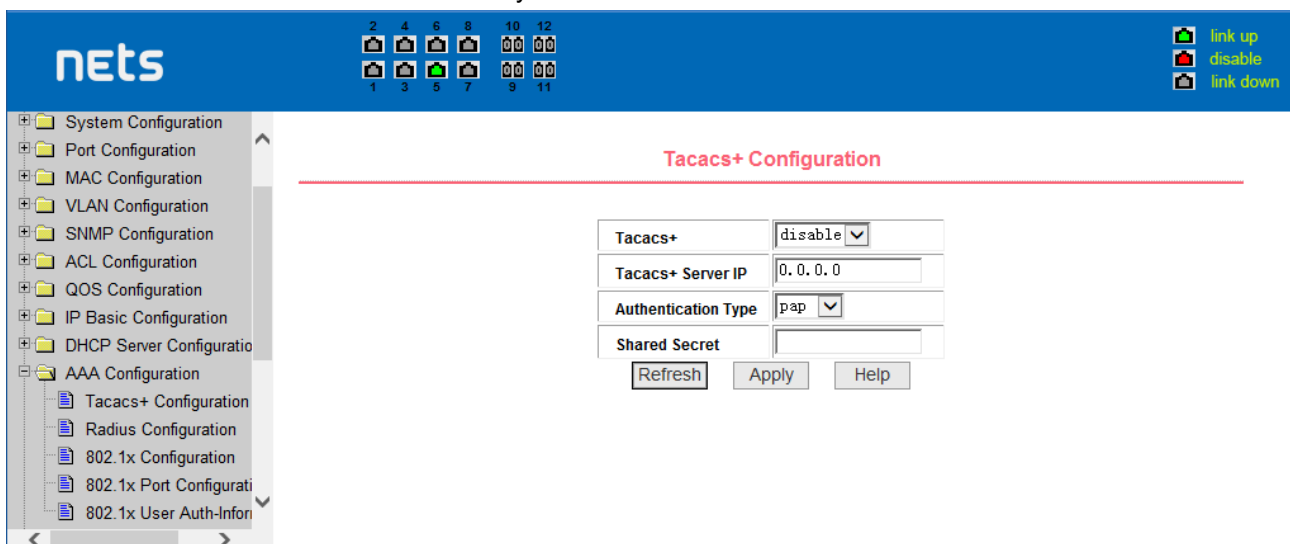 y
2 4 6 8 10 12
nets
1 3 5 7 9 11
link up
disable
link down
System Configuration
Port Configuration
MAC Configuration
VLAN Configuration
SNMP Configuration
ACL Configuration
QOS Configuration
IP Basic Configuration
DHCP Server Configuratio
AAA Configuration
Tacacs+ Configuration
Radius Configuration
802.1x Configuration
802.1x Port Configurati
802.1x User Auth-Infor
Tacacs+ Configuration
Tacacs+ disable
Tacacs+ Server IP 0.0.0.0
Authentication Type pap
Shared Secret
Refresh Apply Help